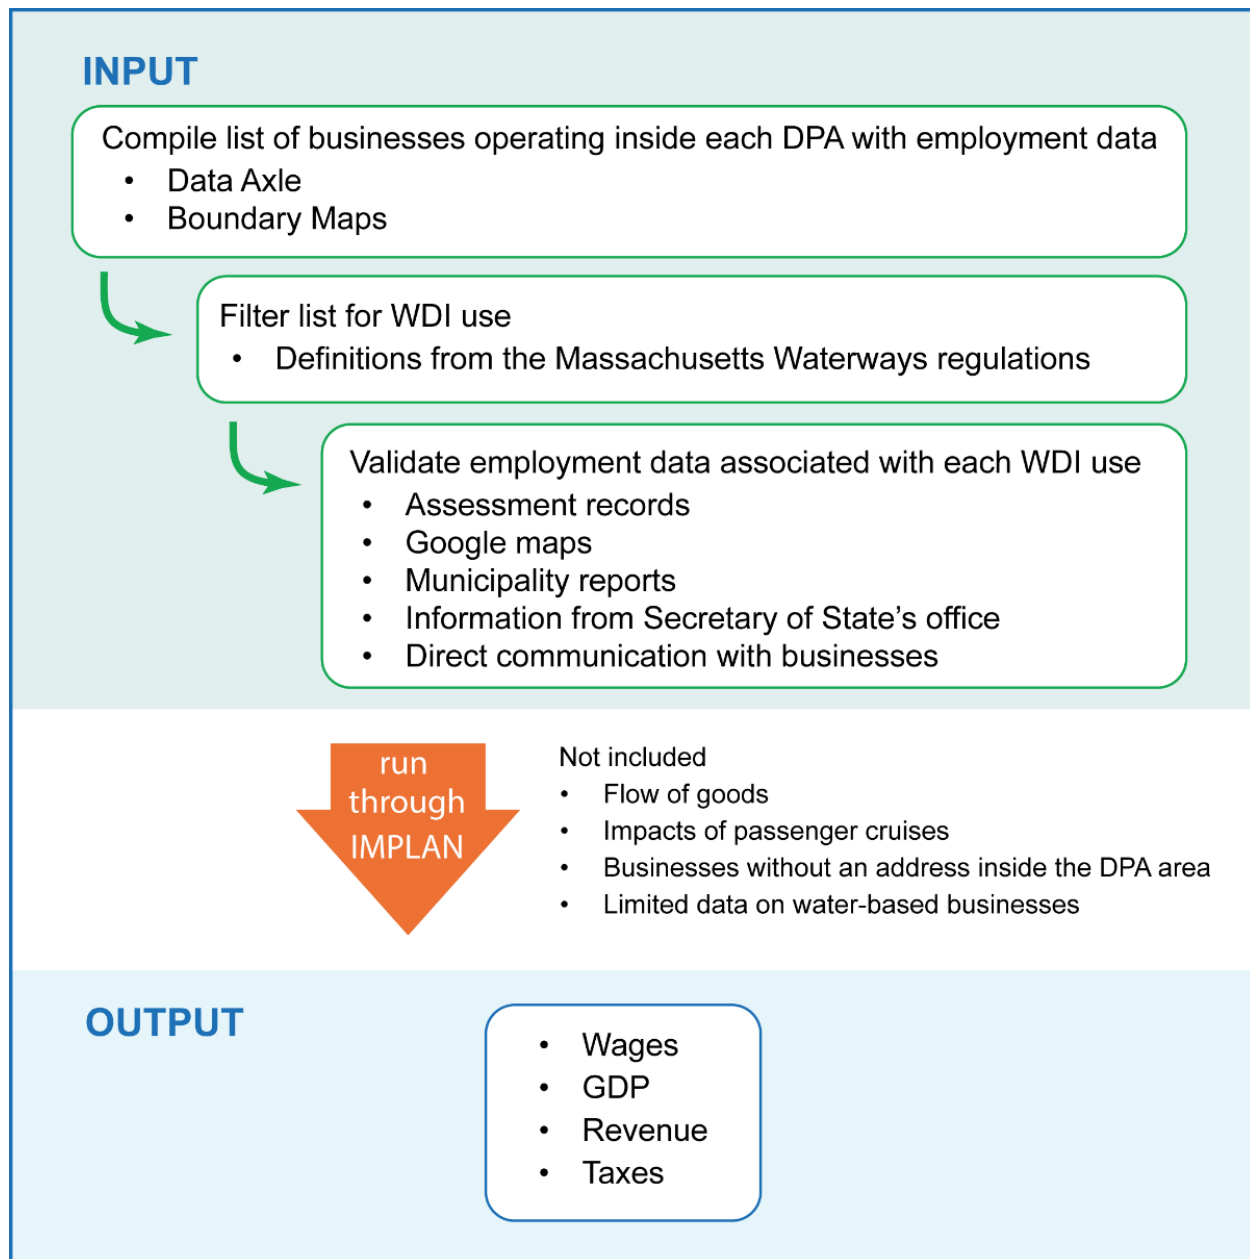 INPUT
Compile list of businesses operating inside each DPA with employment data
• Data Axle
• Boundary Maps
Filter list for WDI use
• Definitions from the Massachusetts Waterways regulations
Validate employment data associated with each WDI use
• Assessment records
• Google maps
• Municipality reports
• Information from Secretary of State’s office
• Direct communication with businesses
run
through
IMPLAN
Not included
• Flow of goods
• Impacts of passenger cruises
• Businesses without an address inside the DPA area
• Limited data on water-based businesses
OUTPUT
• Wages
• GDP
• Revenue
• Taxes